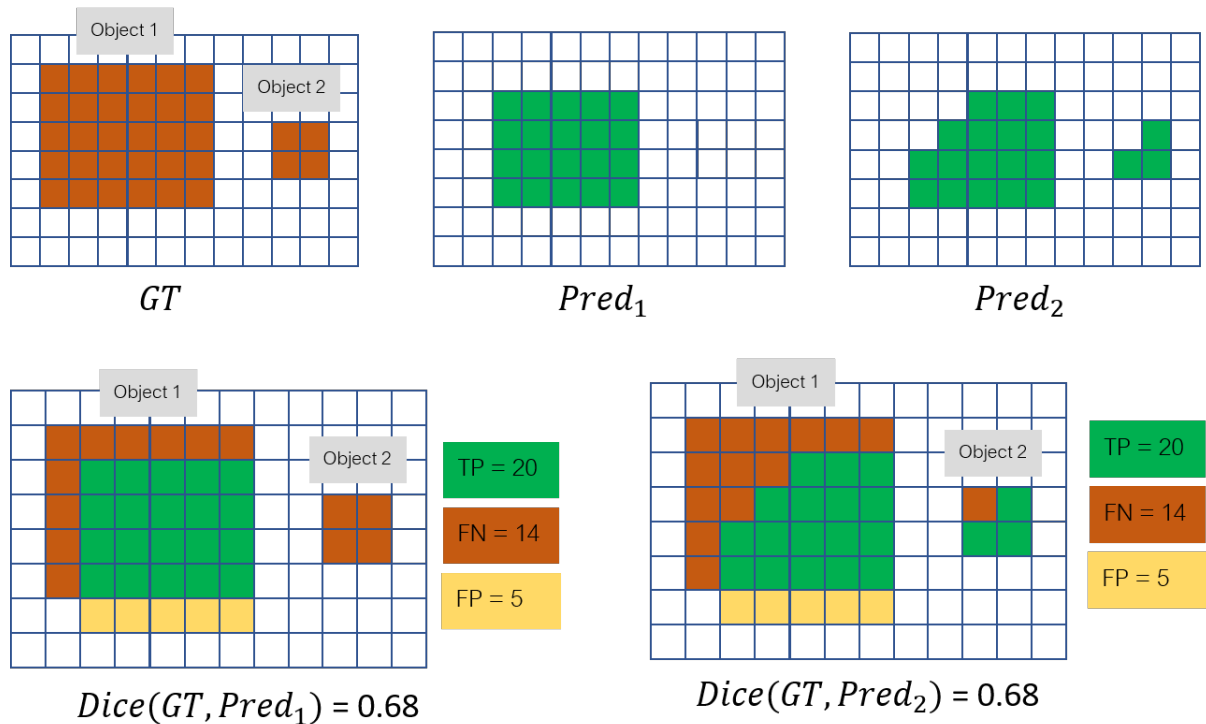 Object 1
Object 2
GT
Pred₁
Pred₂
Object 1
Object 2
TP = 20
FN = 14
FP = 5
Dice(GT, Pred₁) = 0.68
Object 1
Object 2
TP = 20
FN = 14
FP = 5
Dice(GT, Pred₂) = 0.68